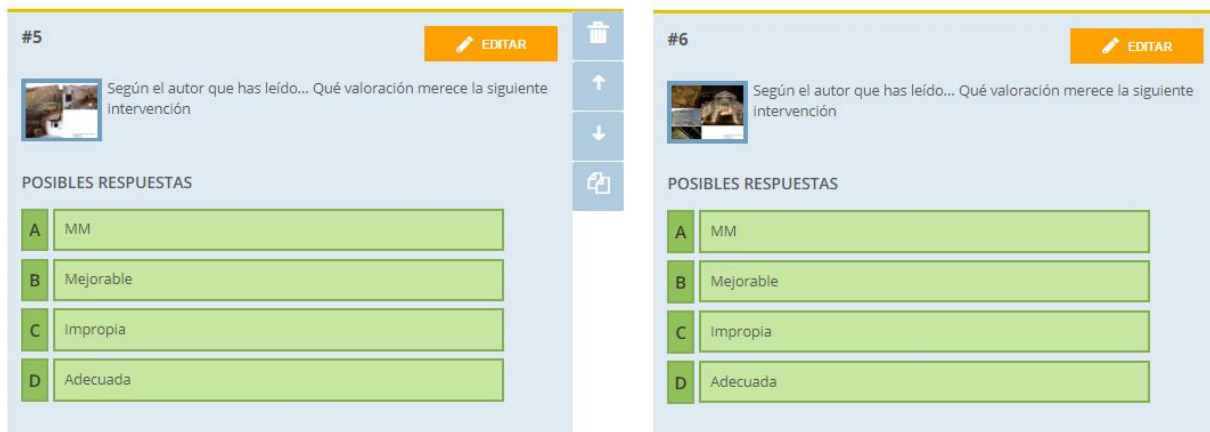 #5
EDITAR
Según el autor que has leído... Qué valoración merece la siguiente
intervención
POSIBLES RESPUESTAS
A MM
B Mejorable
C Impropia
D Adecuada
#6
EDITAR
Según el autor que has leído... Qué valoración merece la siguiente
intervención
POSIBLES RESPUESTAS
A MM
B Mejorable
C Impropia
D Adecuada